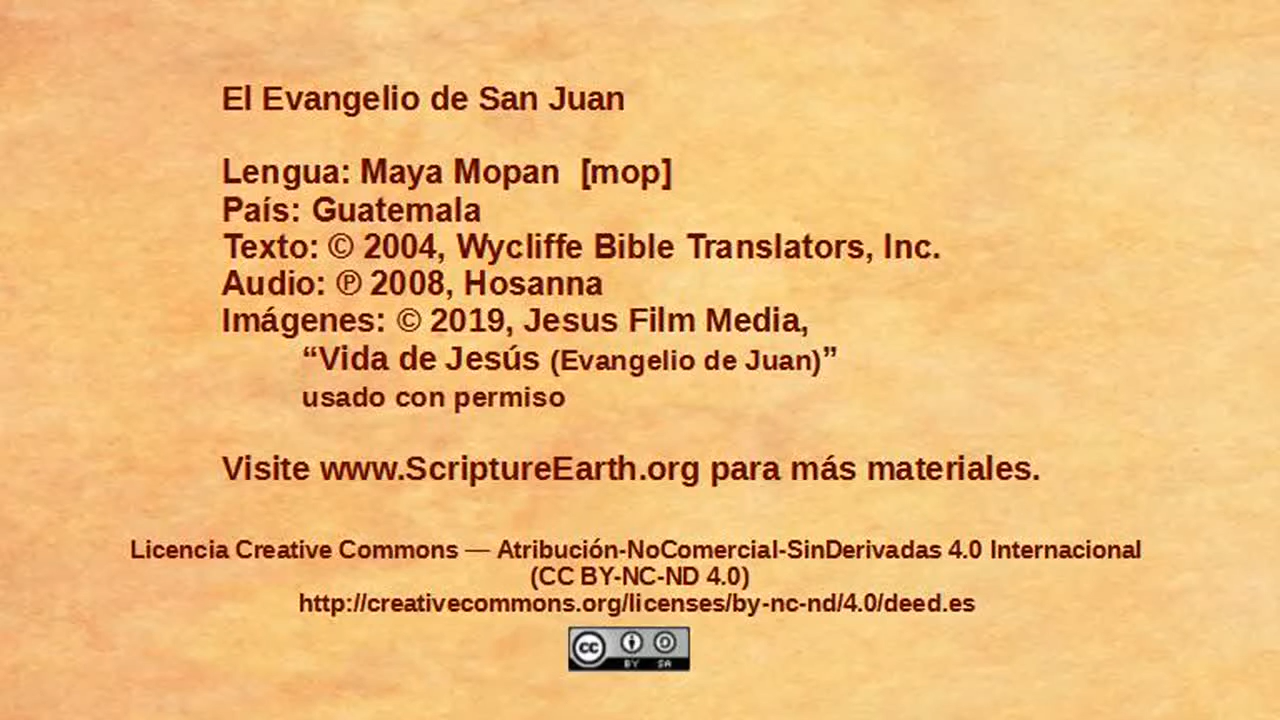 El Evangelio de San Juan
Lengua: Maya Mopan [mop]
País: Guatemala
Texto: © 2004, Wycliffe Bible Translators, Inc.
Audio: ℗ 2008, Hosanna
Imágenes: © 2019, Jesus Film Media,
“Vida de Jesús (Evangelio de Juan)”
usado con permiso
Visite www.ScriptureEarth.org para más materiales.
Licencia Creative Commons — Atribución-NoComercial-SinDerivadas 4.0 Internacional
(CC BY-NC-ND 4.0)
http://creativecommons.org/licenses/by-nc-nd/4.0/deed.es
cc BY SA